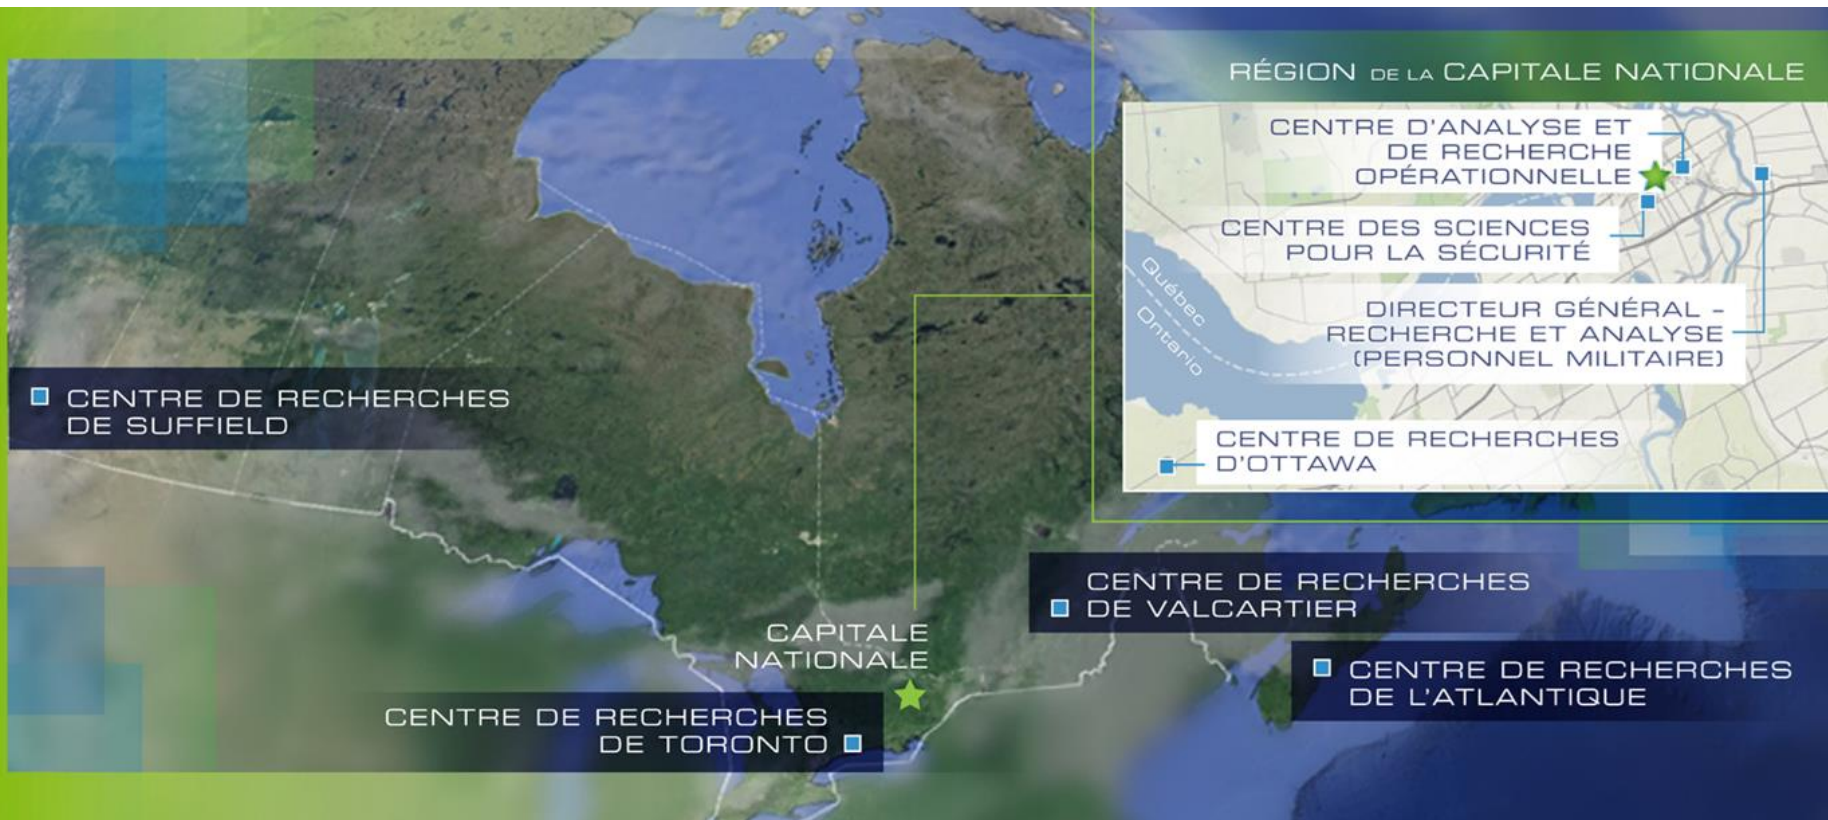 RÉGION DE LA CAPITALE NATIONALE
CENTRE D'ANALYSE ET
DE RECHERCHE
OPÉRATIONNELLE
CENTRE DES SCIENCES
POUR LA SÉCURITÉ
DIRECTEUR GÉNÉRAL –
RECHERCHE ET ANALYSE
(PERSONNEL MILITAIRE)
Québec
Ontario
CENTRE DE RECHERCHES
D'OTTAWA
CENTRE DE RECHERCHES
DE SUFFIELD
CENTRE DE RECHERCHES
DE VALCARTIER
CAPITALE
NATIONALE
CENTRE DE RECHERCHES
DE L'ATLANTIQUE
CENTRE DE RECHERCHES
DE TORONTO